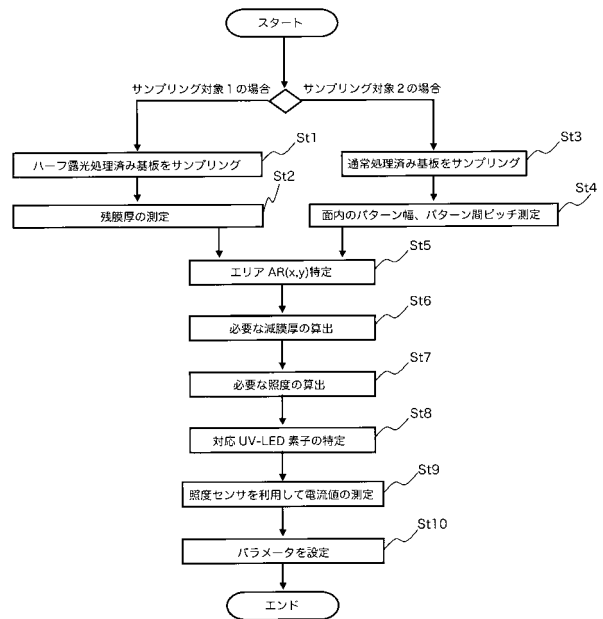 スタート
サンプリング対象1の場合
サンプリング対象2の場合
St1
ハーフ露光処理済み基板をサンプリング
St3
通常処理済み基板をサンプリング
St2
残膜厚の測定
St4
面内のパターン幅、パターン間ピッチ測定
St5
エリア AR(x,y)特定
St6
必要な減膜厚の算出
St7
必要な照度の算出
St8
対応 UV-LED 素子の特定
St9
照度センサを利用して電流値の測定
St10
パラメータを設定
エンド